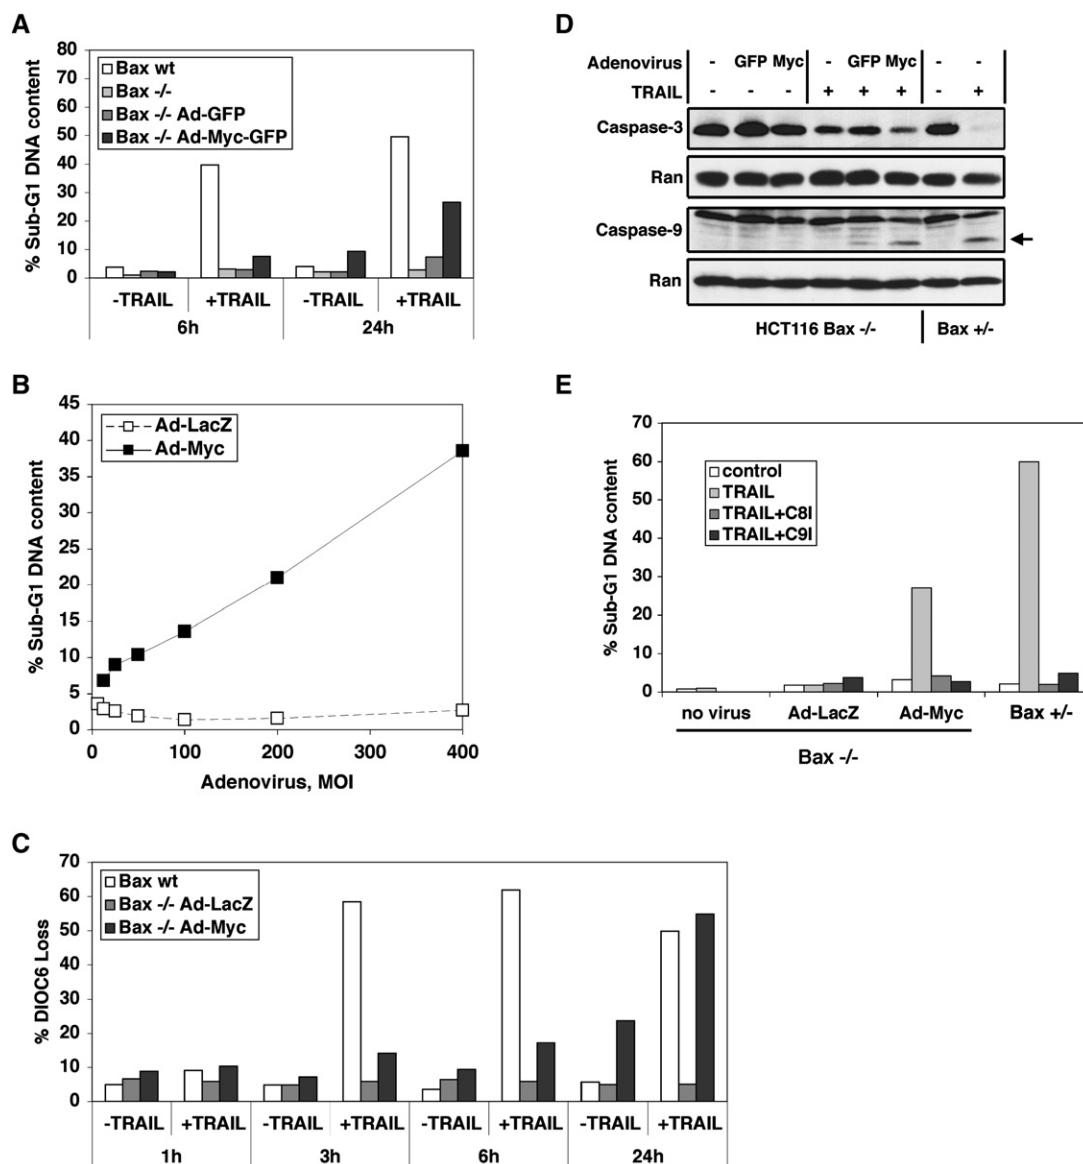 A
80
70
60
50
40
30
20
10
0
% Sub-G1 DNA content
Bax wt
Bax -/-
Bax -/- Ad-GFP
Bax -/- Ad-Myc-GFP
-TRAIL +TRAIL -TRAIL +TRAIL
6h 24h
B
45
40
35
30
25
20
15
10
5
0
% Sub-G1 DNA content
Ad-LacZ
Ad-Myc
0 100 200 300 400
Adenovirus, MOI
C
70
60
50
40
30
20
10
0
% DIOC6 Loss
Bax wt
Bax -/- Ad-LacZ
Bax -/- Ad-Myc
-TRAIL +TRAIL -TRAIL +TRAIL -TRAIL +TRAIL -TRAIL +TRAIL
1h 3h 6h 24h
D
Adenovirus - GFP Myc - GFP Myc - -
TRAIL - - - + + + - +
Caspase-3
Ran
Caspase-9
Ran
HCT116 Bax -/- Bax +/-
E
70
60
50
40
30
20
10
0
% Sub-G1 DNA content
control
TRAIL
TRAIL+C8I
TRAIL+C9I
no virus Ad-LacZ Ad-Myc Bax +/-
Bax -/-